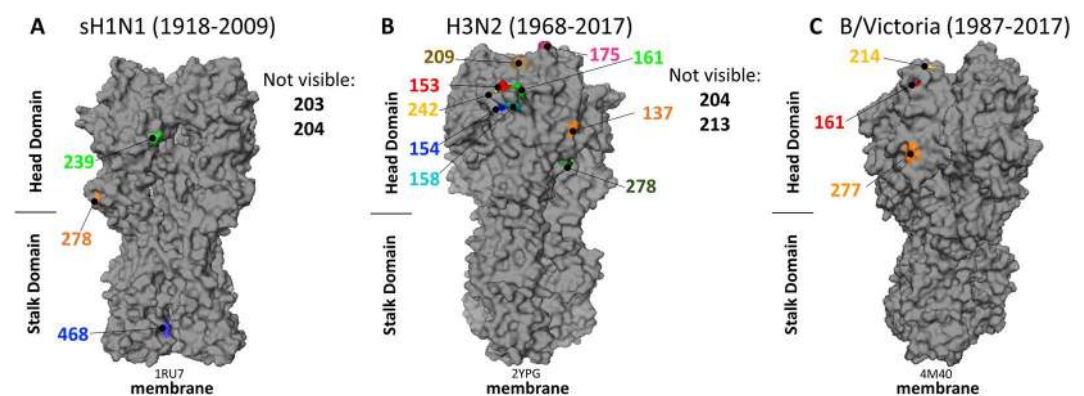 A sH1N1 (1918-2009)
Head Domain
Stalk Domain
239
278
468
Not visible:
203
204
1RU7
membrane
B H3N2 (1968-2017)
Head Domain
Stalk Domain
209
175
161
153
242
154
158
137
278
Not visible:
204
213
2YPG
membrane
C B/Victoria (1987-2017)
Head Domain
Stalk Domain
214
161
277
4M40
membrane